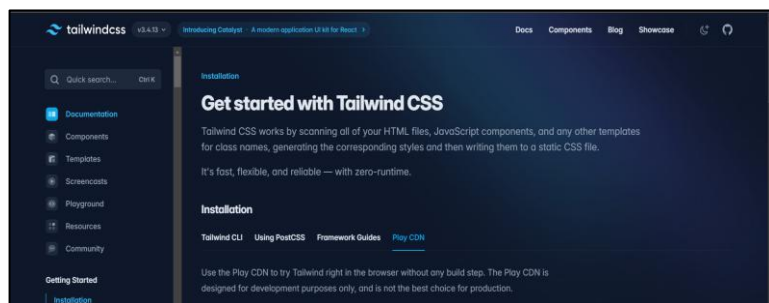 tailwindcss v3.4.13 Introducing Catalyst · A modern application UI kit for React Docs Components Blog Showcase
Quick search... Ctrl K
Documentation
Components
Templates
Screencasts
Playground
Resources
Community
Getting Started
Installation
Installation
Get started with Tailwind CSS
Tailwind CSS works by scanning all of your HTML files, JavaScript components, and any other templates
for class names, generating the corresponding styles and then writing them to a static CSS file.
It's fast, flexible, and reliable — with zero-runtime.
Installation
Tailwind CLI Using PostCSS Framework Guides Play CDN
Use the Play CDN to try Tailwind right in the browser without any build step. The Play CDN is
designed for development purposes only, and is not the best choice for production.